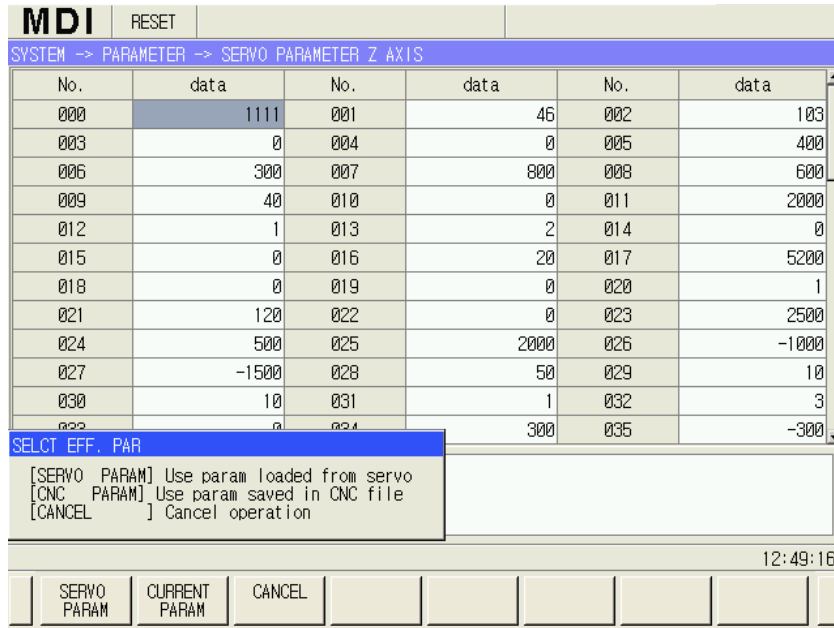 MDI RESET
SYSTEM -> PARAMETER -> SERVO PARAMETER Z AXIS
No. data No. data No. data
000 1111 001 46 002 103
003 0 004 0 005 400
006 300 007 800 008 600
009 40 010 0 011 2000
012 1 013 2 014 0
015 0 016 20 017 5200
018 0 019 0 020 1
021 120 022 0 023 2500
024 500 025 2000 026 -1000
027 -1500 028 50 029 10
030 10 031 1 032 3
033 0 034 300 035 -300
SELCT EFF. PAR
[SERVO PARAM] Use param loaded from servo
[CNC PARAM] Use param saved in CNC file
[CANCEL ] Cancel operation
12:49:16
SERVO PARAM CURRENT PARAM CANCEL